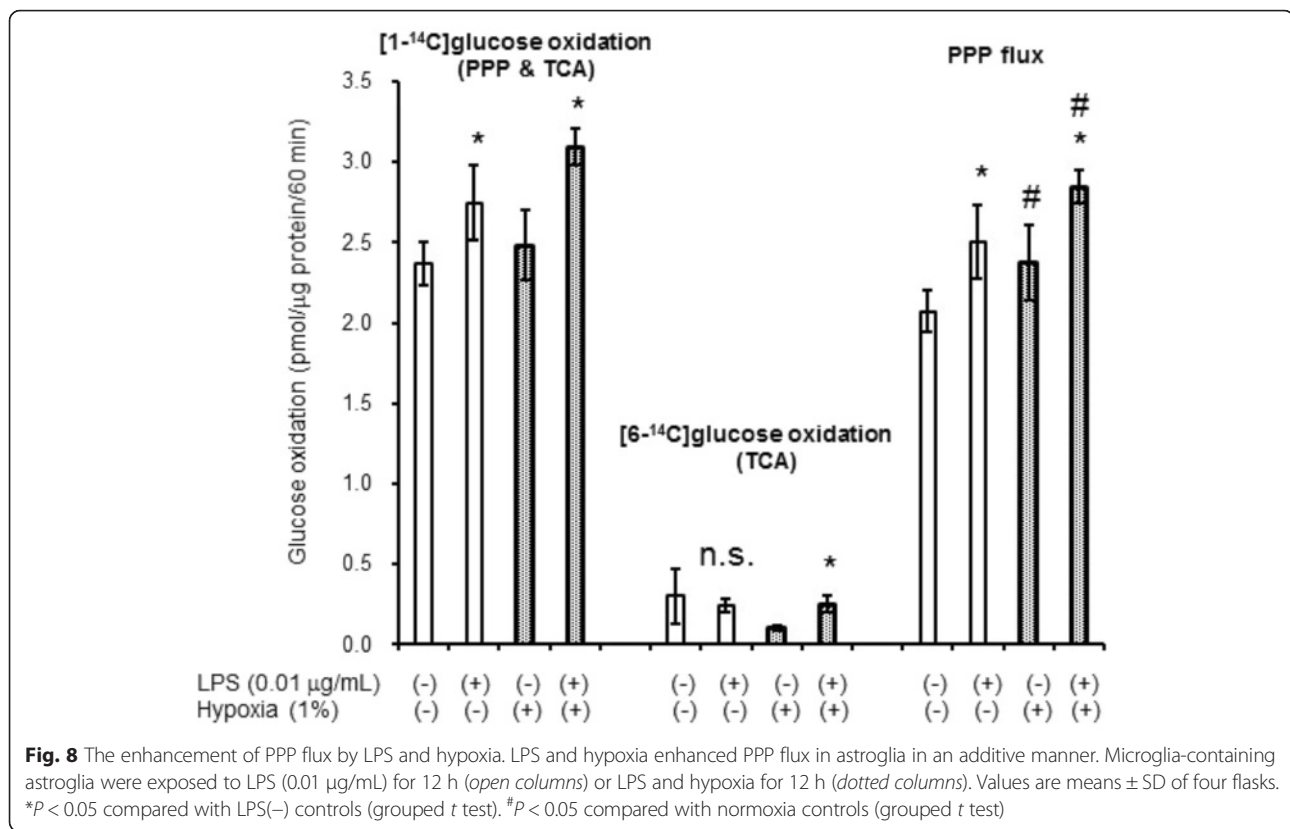 [1-¹⁴C]glucose oxidation
(PPP & TCA)
PPP flux
Glucose oxidation (pmol/μg protein/60 min)
3.5
3.0
2.5
2.0
1.5
1.0
0.5
0.0
*
*
[6-¹⁴C]glucose oxidation
(TCA)
n.s.
*
*
#
#
*
LPS (0.01 μg/mL) (-) (+) (-) (+) (-) (+) (-) (+) (-) (+) (-) (+)
Hypoxia (1%) (-) (-) (+) (+) (-) (-) (+) (+) (-) (-) (+) (+)
Fig. 8 The enhancement of PPP flux by LPS and hypoxia. LPS and hypoxia enhanced PPP flux in astroglia in an additive manner. Microglia-containing
astroglia were exposed to LPS (0.01 μg/mL) for 12 h (open columns) or LPS and hypoxia for 12 h (dotted columns). Values are means ± SD of four flasks.
*P < 0.05 compared with LPS(−) controls (grouped t test). #P < 0.05 compared with normoxia controls (grouped t test)